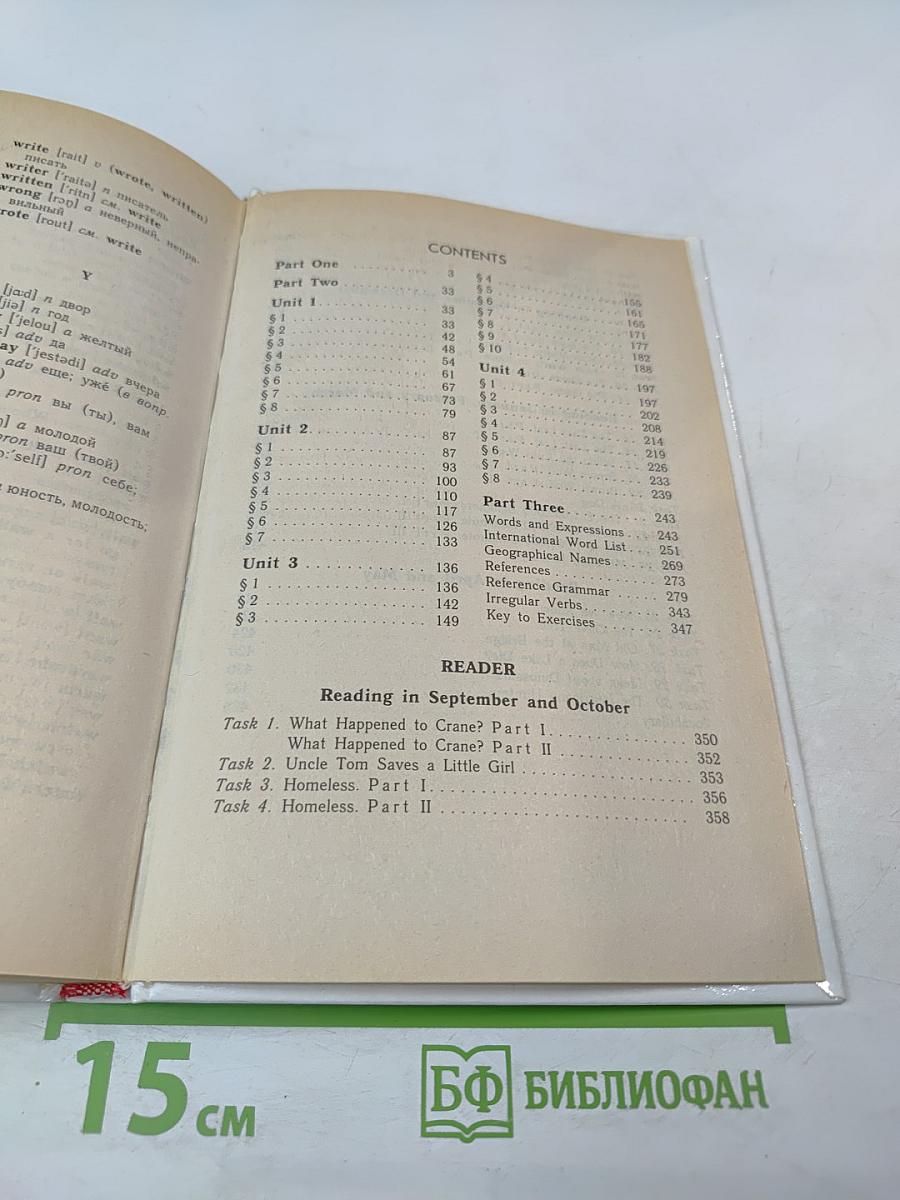 write [rait] v (wrote, written)
писать
writer ['raitə] n писатель
written ['ritn] см. write
wrong [rɔŋ] a неверный, непра-
вильный
rote [rout] см. write
Y
[jɑ:d] n двор
[jiə] n год
['jelou] a желтый
s] adv да
ay ['jestədi] adv вчера
adv еще; уже́ (в вопр.
)
pron вы (ты), вам
ŋ] a молодой
pron ваш (твой)
ɔ:'self] pron себе;
юность, молодость;
CONTENTS
Part One . . . . . . . . 3
Part Two . . . . . . . . 33
Unit 1. . . . . . . . 33
§ 1 . . . . . . . . 33
§ 2 . . . . . . . . 42
§ 3 . . . . . . . . 48
§ 4 . . . . . . . . 54
§ 5 . . . . . . . . 61
§ 6 . . . . . . . . 67
§ 7 . . . . . . . . 73
§ 8 . . . . . . . . 79
Unit 2. . . . . . . . 87
§ 1 . . . . . . . . 87
§ 2 . . . . . . . . 93
§ 3 . . . . . . . . 100
§ 4 . . . . . . . . 110
§ 5 . . . . . . . . 117
§ 6 . . . . . . . . 126
§ 7 . . . . . . . . 133
Unit 3 . . . . . . . . 136
§ 1 . . . . . . . . 136
§ 2 . . . . . . . . 142
§ 3 . . . . . . . . 149
§ 4 . . . . . . . . 155
§ 5 . . . . . . . . 161
§ 6 . . . . . . . . 165
§ 7 . . . . . . . . 171
§ 8 . . . . . . . . 177
§ 9 . . . . . . . . 182
§ 10 . . . . . . . . 188
Unit 4 . . . . . . . . 197
§ 1 . . . . . . . . 197
§ 2 . . . . . . . . 202
§ 3 . . . . . . . . 208
§ 4 . . . . . . . . 214
§ 5 . . . . . . . . 219
§ 6 . . . . . . . . 226
§ 7 . . . . . . . . 233
§ 8 . . . . . . . . 239
Part Three. . . . . . . . 243
Words and Expressions . . . 243
International Word List . . . 251
Geographical Names . . . . . 269
References . . . . . . . . 273
Reference Grammar . . . . . 279
Irregular Verbs. . . . . . . . 343
Key to Exercises . . . . . . . 347
READER
Reading in September and October
Task 1. What Happened to Crane? Part I. . . . . . . . 350
What Happened to Crane? Part II . . . . . . . . 352
Task 2. Uncle Tom Saves a Little Girl . . . . . . . . 353
Task 3. Homeless. Part I. . . . . . . . 356
Task 4. Homeless. Part II . . . . . . . . 358
15 см
БФ БИБЛИОФАН